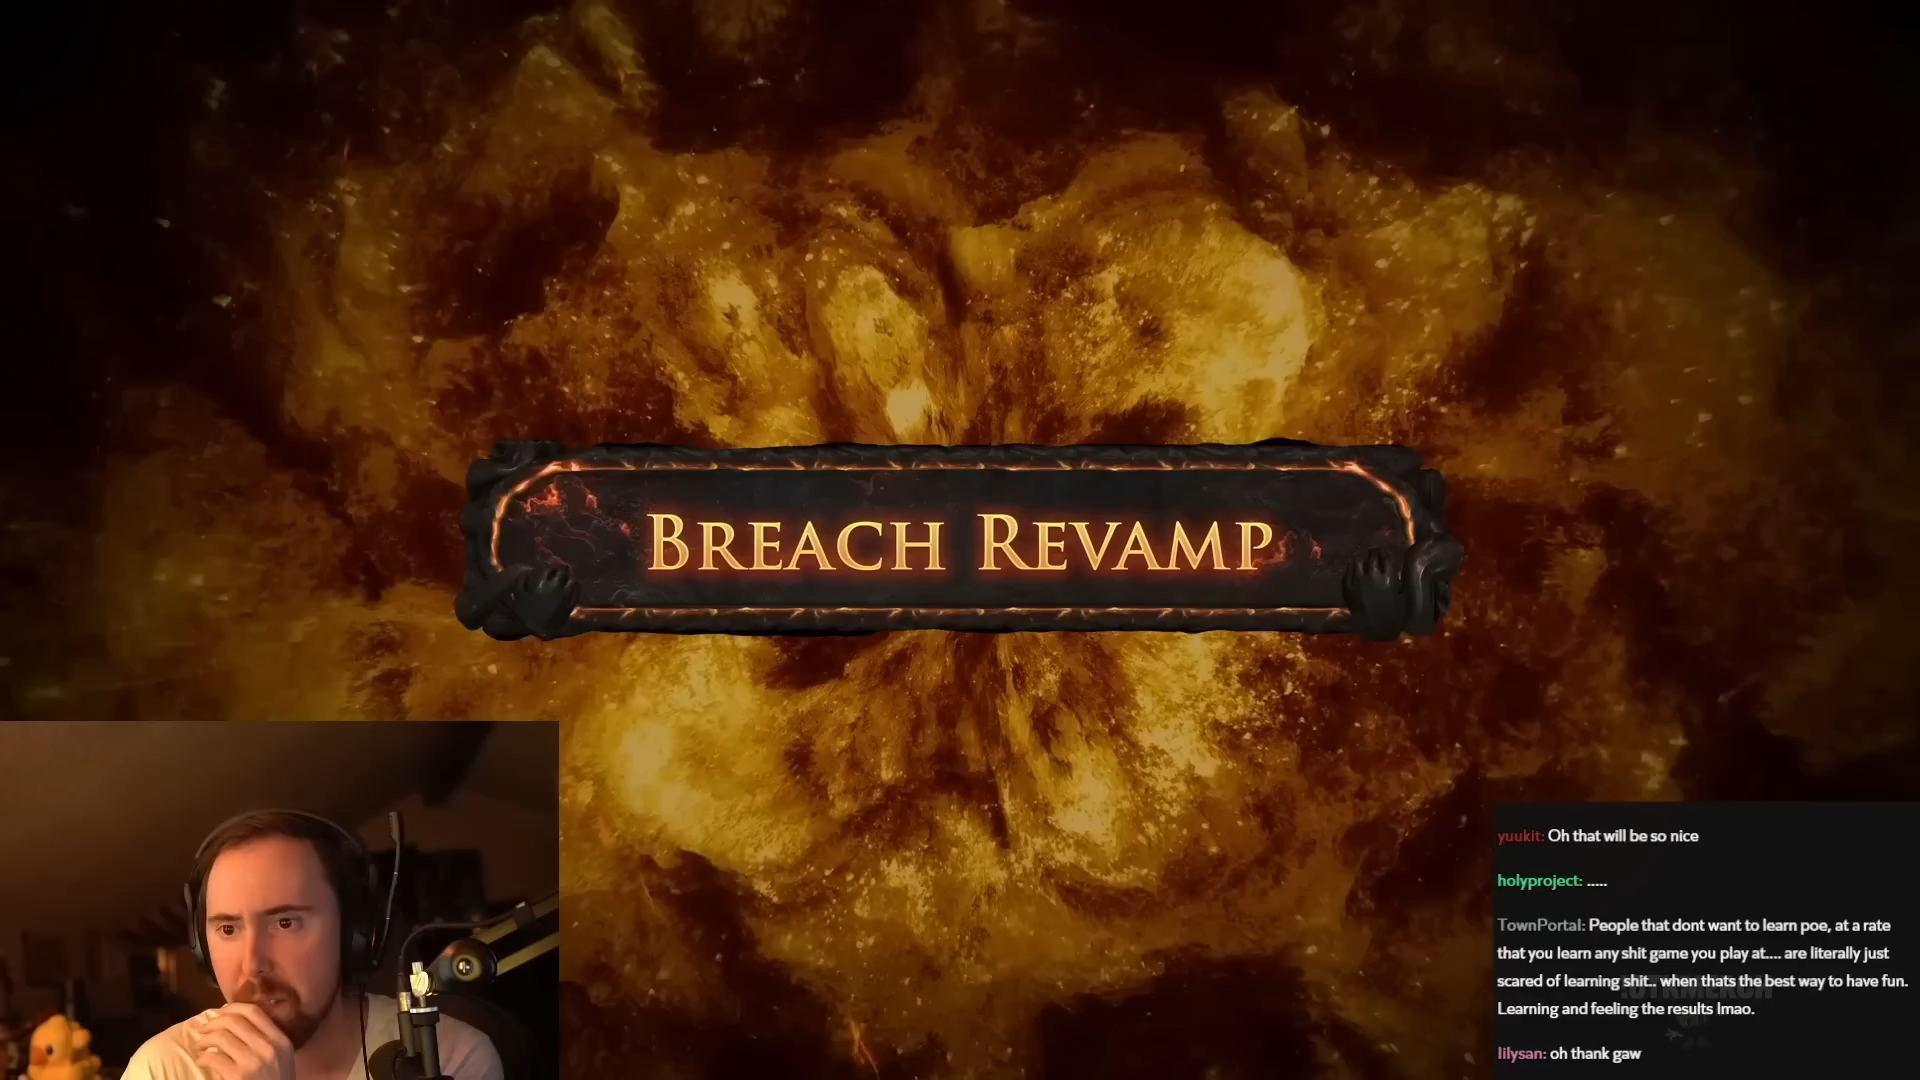 BREACH REVAMP
yuukit: Oh that will be so nice
holyproject: .....
TownPortal: People that dont want to learn poe, at a rate
that you learn any shit game you play at.... are literally just
scared of learning shit.. when thats the best way to have fun.
Learning and feeling the results lmao.
lilysan: oh thank gaw